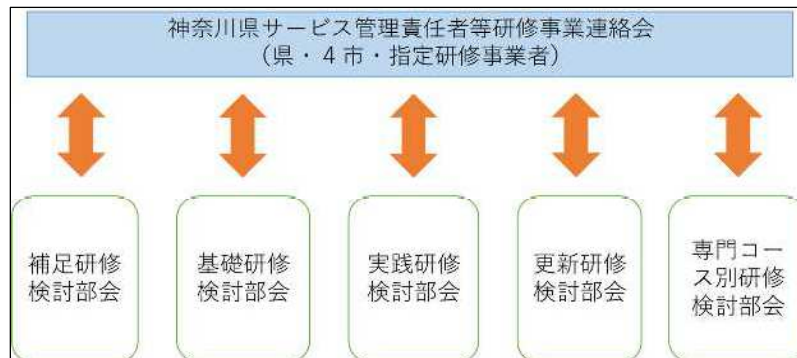 神奈川県サービス管理責任者等研修事業連絡会
(県・4市・指定研修事業者)
補足研修
検討部会
基礎研修
検討部会
実践研修
検討部会
更新研修
検討部会
専門コー
ス別研修
検討部会